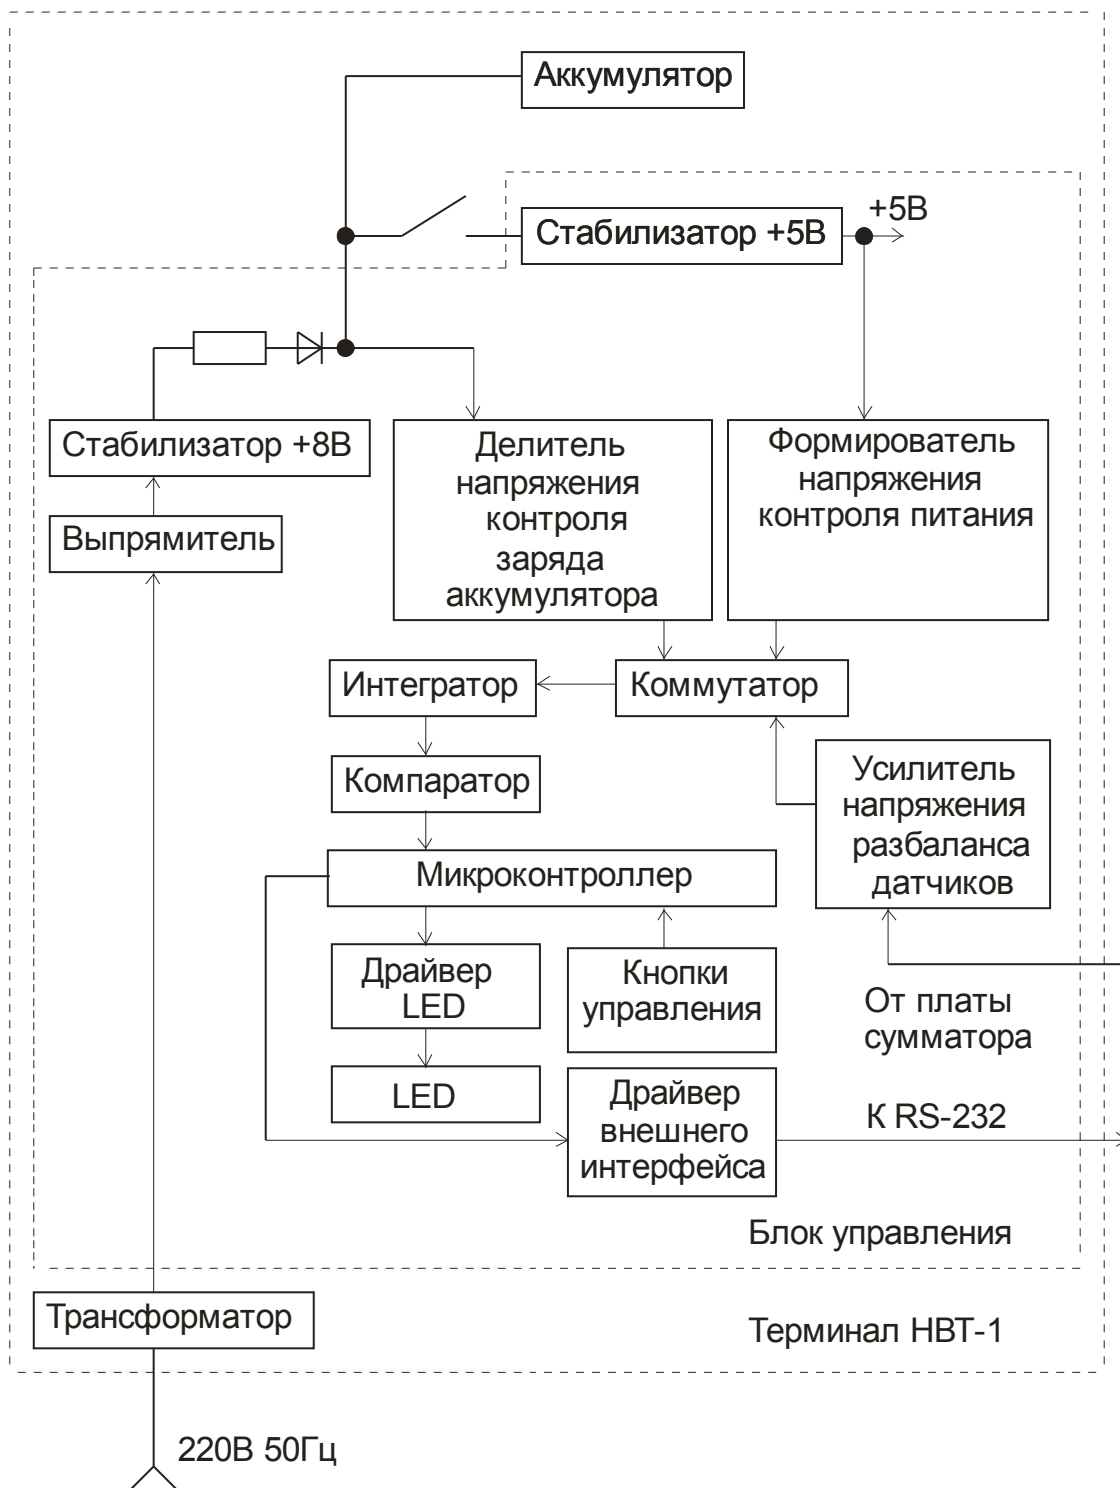 Аккумулятор
+5В
Стабилизатор +5В
Стабилизатор +8В
Делитель
напряжения
контроля
заряда
аккумулятора
Формирователь
напряжения
контроля питания
Выпрямитель
Интегратор
Коммутатор
Компаратор
Усилитель
напряжения
разбаланса
датчиков
Микроконтроллер
Драйвер
LED
Кнопки
управления
От платы
сумматора
LED
Драйвер
внешнего
интерфейса
К RS-232
Блок управления
Трансформатор
Терминал НВТ-1
220В 50Гц